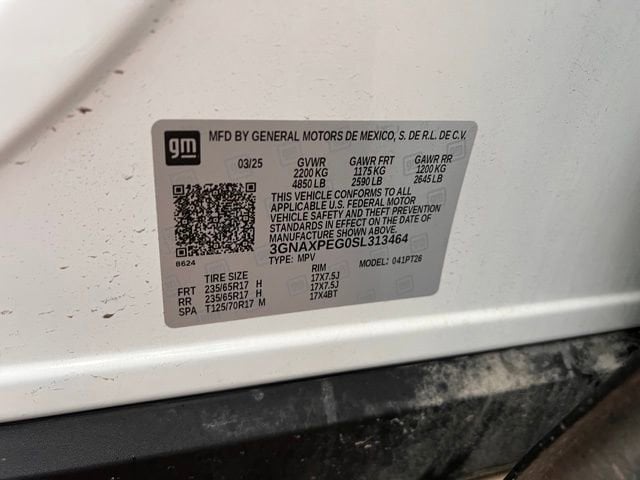 gm
MFD BY GENERAL MOTORS DE MEXICO, S. DE R.L. DE C.V.
03/25 GVWR GAWR FRT GAWR RR
2200 KG 1175 KG 1200 KG
4850 LB 2590 LB 2645 LB
THIS VEHICLE CONFORMS TO ALL
APPLICABLE U.S. FEDERAL MOTOR
VEHICLE SAFETY AND THEFT PREVENTION
STANDARDS IN EFFECT ON THE DATE OF
MANUFACTURE SHOWN ABOVE.
3GNAXPEG0SL313464
8624
TYPE: MPV MODEL: 041PT26
TIRE SIZE RIM
FRT 235/65R17 H 17X7.5J
RR 235/65R17 H 17X7.5J
SPA T125/70R17 M 17X4BT